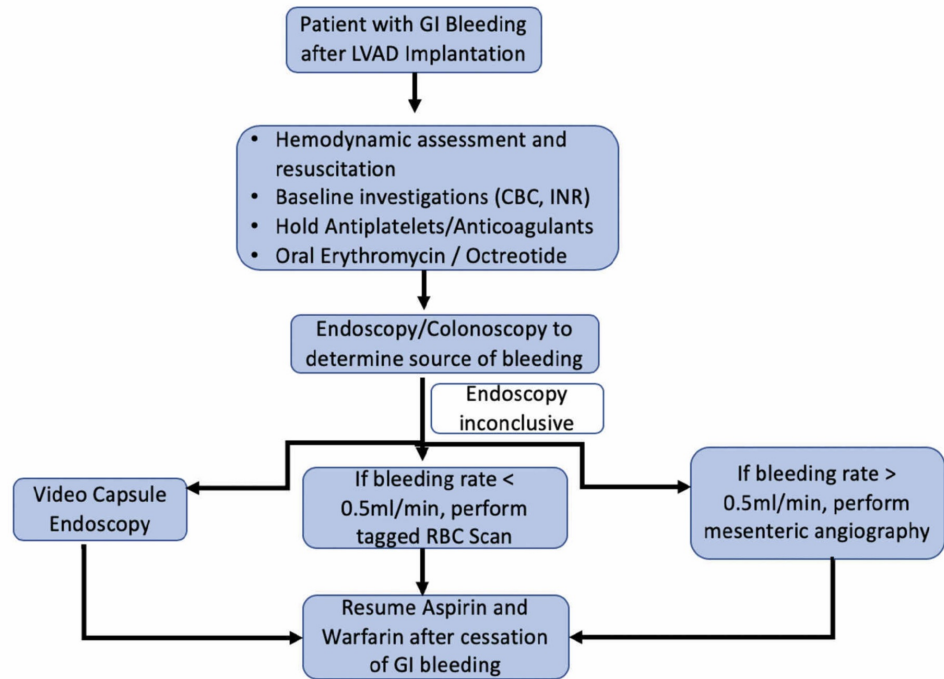 Patient with GI Bleeding
after LVAD Implantation
• Hemodynamic assessment and
resuscitation
• Baseline investigations (CBC, INR)
• Hold Antiplatelets/Anticoagulants
• Oral Erythromycin / Octreotide
Endoscopy/Colonoscopy to
determine source of bleeding
Endoscopy
inconclusive
Video Capsule
Endoscopy
If bleeding rate <
0.5ml/min, perform
tagged RBC Scan
If bleeding rate >
0.5ml/min, perform
mesenteric angiography
Resume Aspirin and
Warfarin after cessation
of GI bleeding